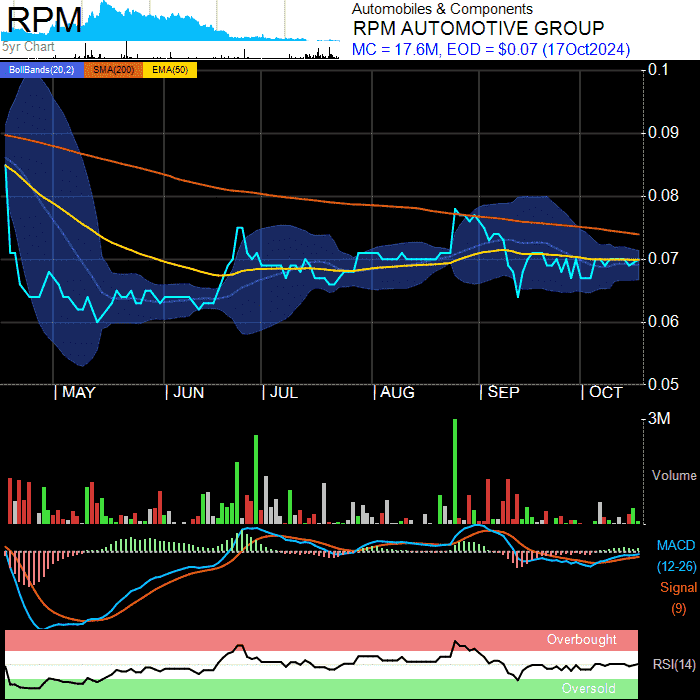 RPM
5yr Chart
Automobiles & Components
RPM AUTOMOTIVE GROUP
MC = 17.6M, EOD = $0.07 (17Oct2024)
BollBands(20,2) SMA(200) EMA(50)
0.1
0.09
0.08
0.07
0.06
0.05
MAY JUN JUL AUG SEP OCT
3M
Volume
MACD
(12-26)
Signal
(9)
Overbought
RSI(14)
Oversold